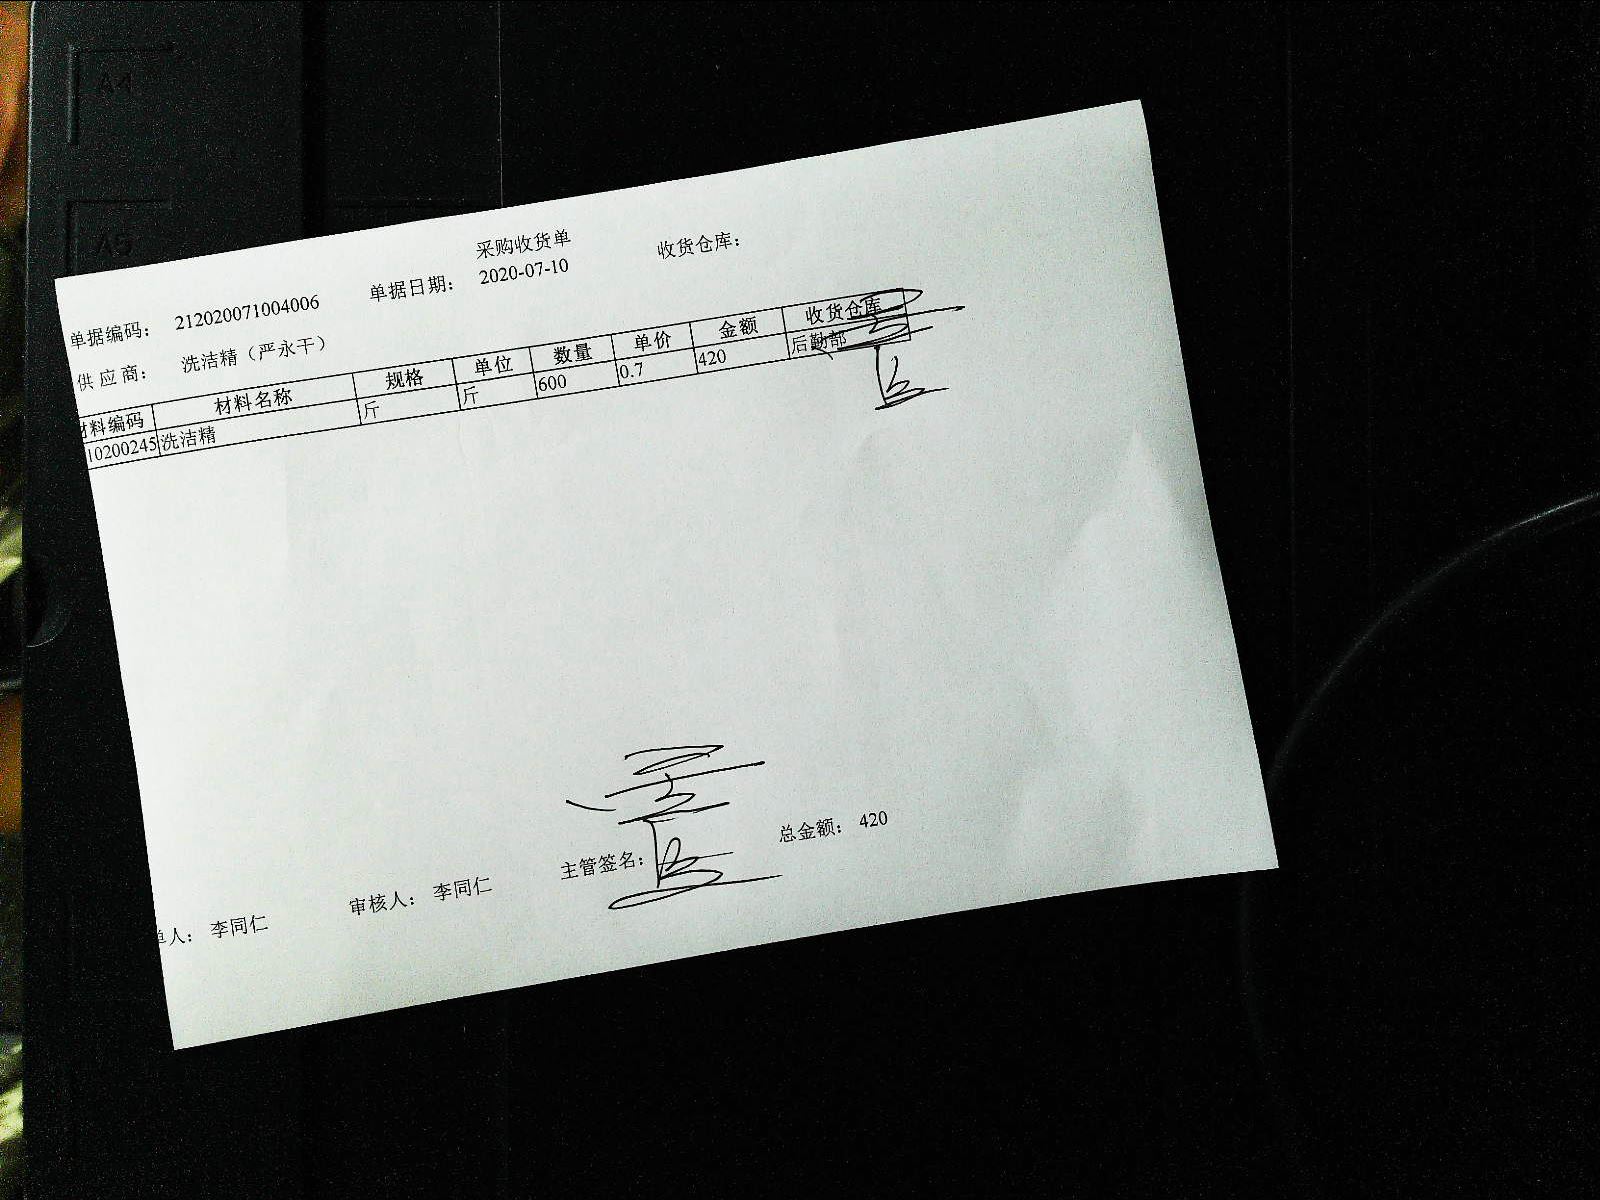 A4
A5
采购收货单
单据编码： 212020071004006 单据日期： 2020-07-10 收货仓库：
供应商： 洗洁精（严永干）
材料编码 材料名称 规格 单位 数量 单价 金额 收货仓库
10200245 洗洁精 斤 斤 600 0.7 420 后勤部
单人： 李同仁 审核人： 李同仁 主管签名： 总金额： 420